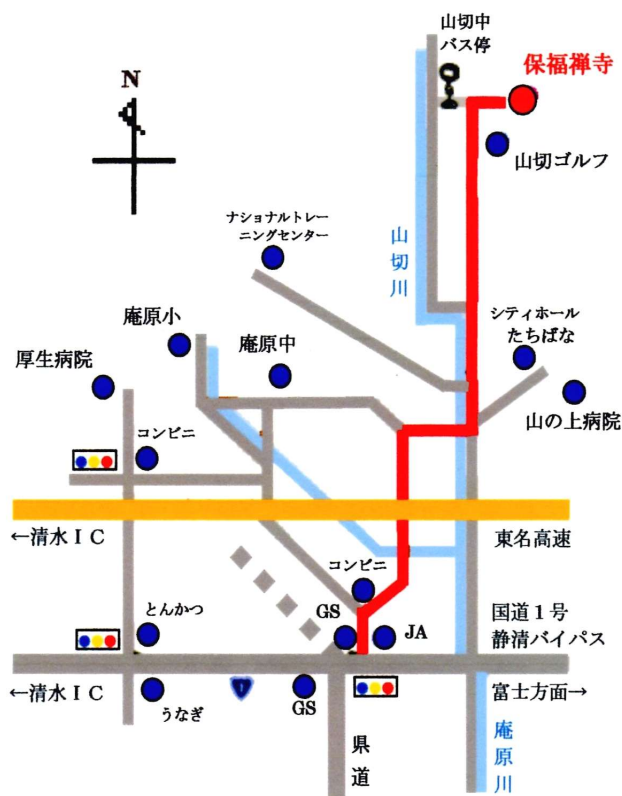 山切中
バス停
保福禅寺
N
山切ゴルフ
ナショナルトレー
ニングセンター
山切川
シティホール
たちばな
庵原小
庵原中
厚生病院
山の上病院
コンビニ
←清水ＩＣ
東名高速
コンビニ
とんかつ
GS
JA
国道１号
静清バイパス
←清水ＩＣ
富士方面→
うなぎ
1
GS
県道
庵原川